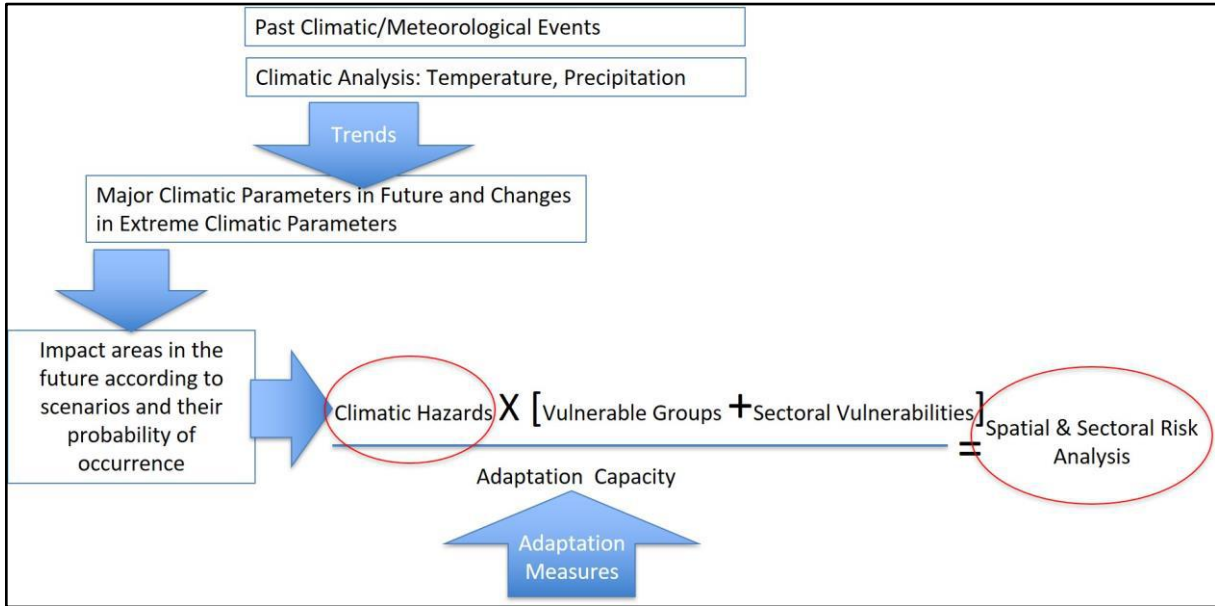 Past Climatic/Meteorological Events
Climatic Analysis: Temperature, Precipitation
Trends
Major Climatic Parameters in Future and Changes
in Extreme Climatic Parameters
Impact areas in the
future according to
scenarios and their
probability of
occurrence
Climatic Hazards X [Vulnerable Groups +Sectoral Vulnerabilities]
=
Spatial & Sectoral Risk
Analysis
Adaptation Capacity
Adaptation
Measures